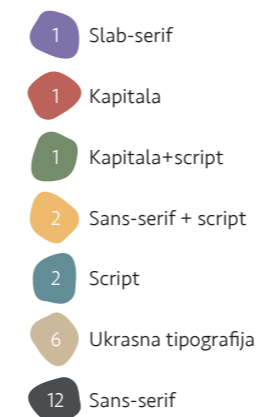 1 Slab-serif
1 Kapitala
1 Kapitala+script
2 Sans-serif + script
2 Script
6 Ukrasna tipografija
12 Sans-serif